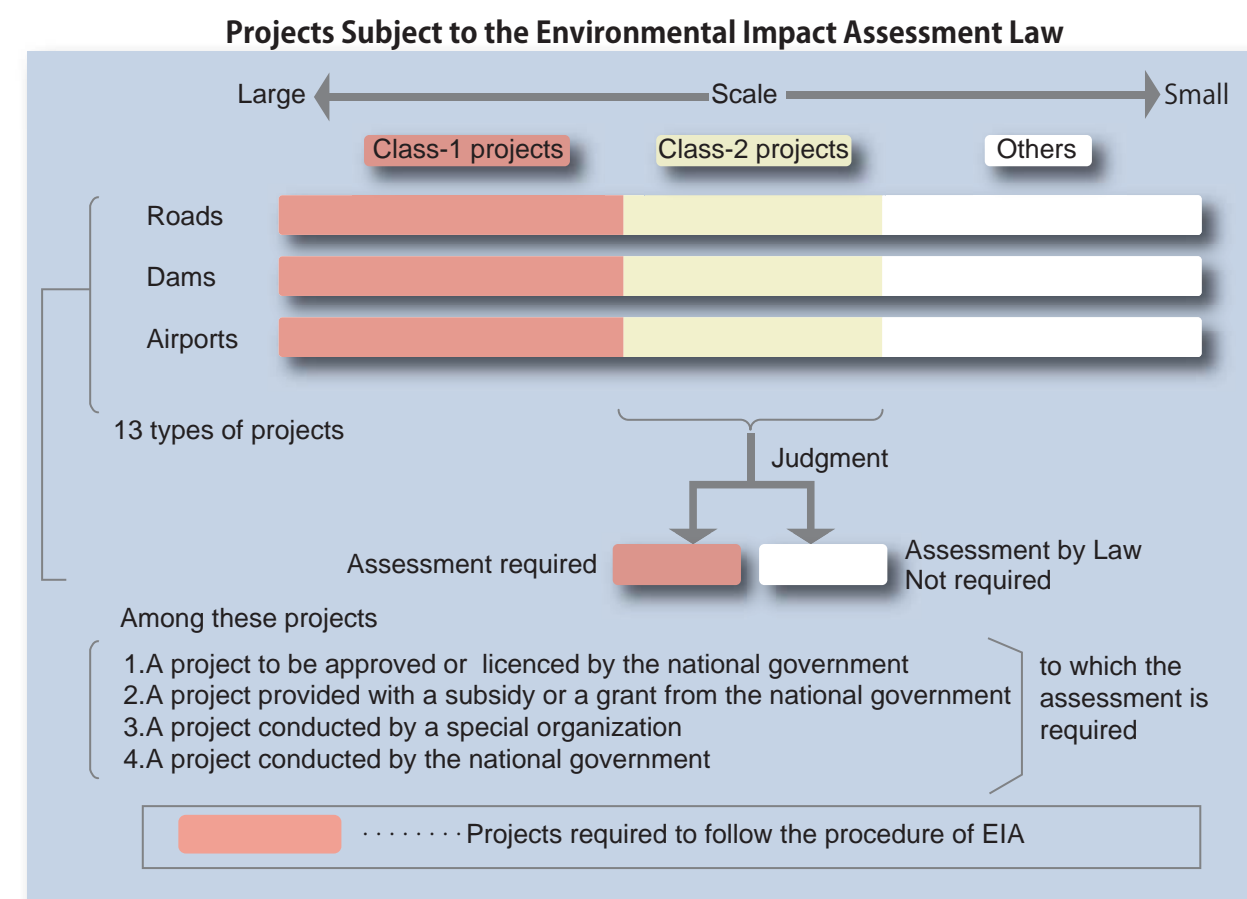 Projects Subject to the Environmental Impact Assessment Law
Large Scale Small
Class-1 projects Class-2 projects Others
Roads
Dams
Airports
13 types of projects
Judgment
Assessment required
Assessment by Law
Not required
Among these projects
1.A project to be approved or licenced by the national government
2.A project provided with a subsidy or a grant from the national government
3.A project conducted by a special organization
4.A project conducted by the national government
to which the
assessment is
required
········Projects required to follow the procedure of EIA